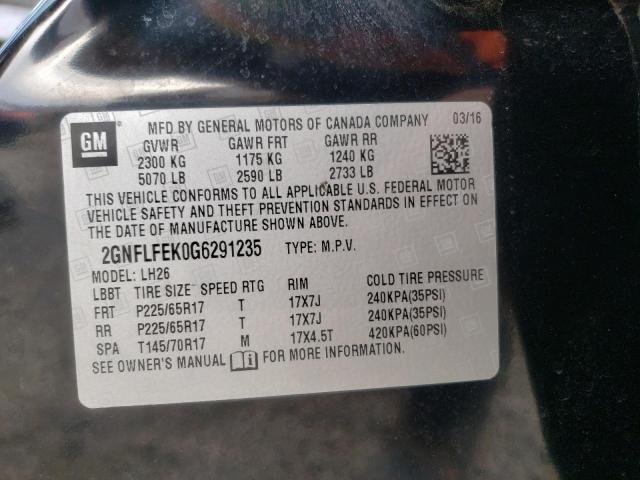 GM
MFD BY GENERAL MOTORS OF CANADA COMPANY 03/16
GVWR GAWR FRT GAWR RR
2300 KG 1175 KG 1240 KG
5070 LB 2590 LB 2733 LB
THIS VEHICLE CONFORMS TO ALL APPLICABLE U.S. FEDERAL MOTOR
VEHICLE SAFETY AND THEFT PREVENTION STANDARDS IN EFFECT ON
THE DATE OF MANUFACTURE SHOWN ABOVE.
2GNFLFEK0G6291235 TYPE: M.P.V.
MODEL: LH26
LBBT TIRE SIZE SPEED RTG RIM COLD TIRE PRESSURE
FRT P225/65R17 T 17X7J 240KPA(35PSI)
RR P225/65R17 T 17X7J 240KPA(35PSI)
SPA T145/70R17 M 17X4.5T 420KPA(60PSI)
SEE OWNER'S MANUAL FOR MORE INFORMATION.